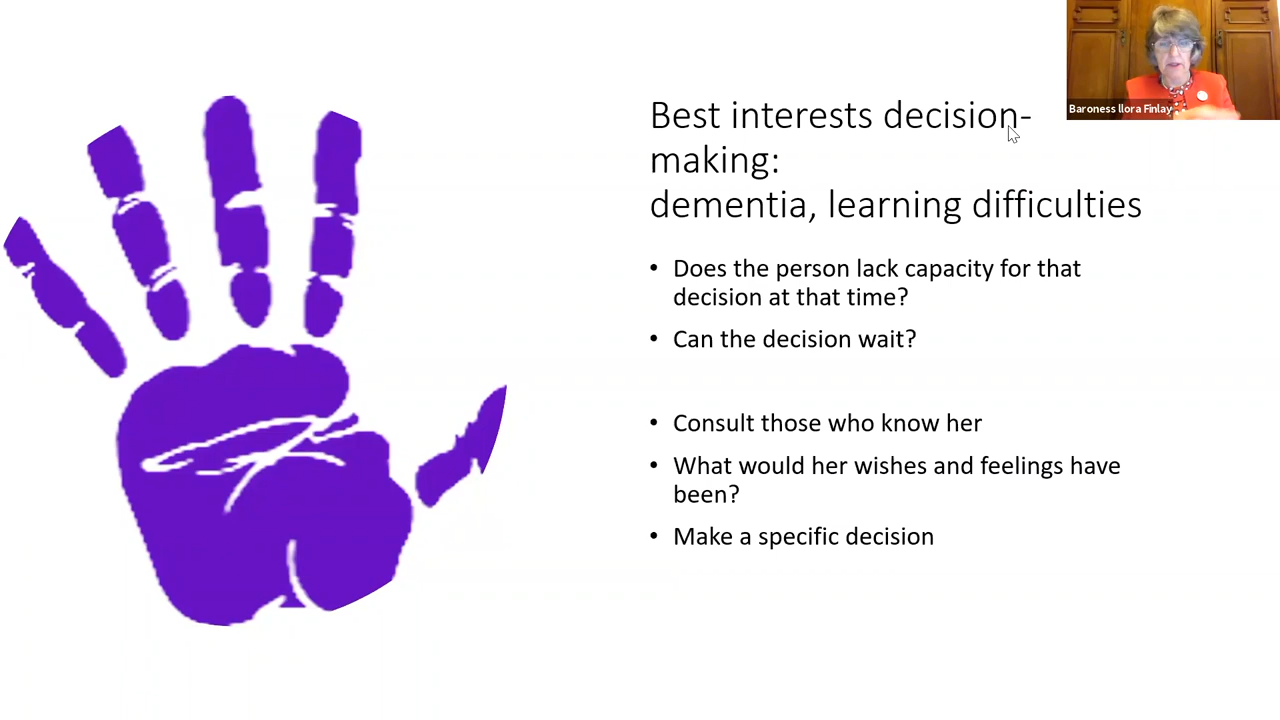 Best interests decision-
making:
dementia, learning difficulties
• Does the person lack capacity for that
decision at that time?
• Can the decision wait?
• Consult those who know her
• What would her wishes and feelings have
been?
• Make a specific decision
Baroness Ilora Finlay